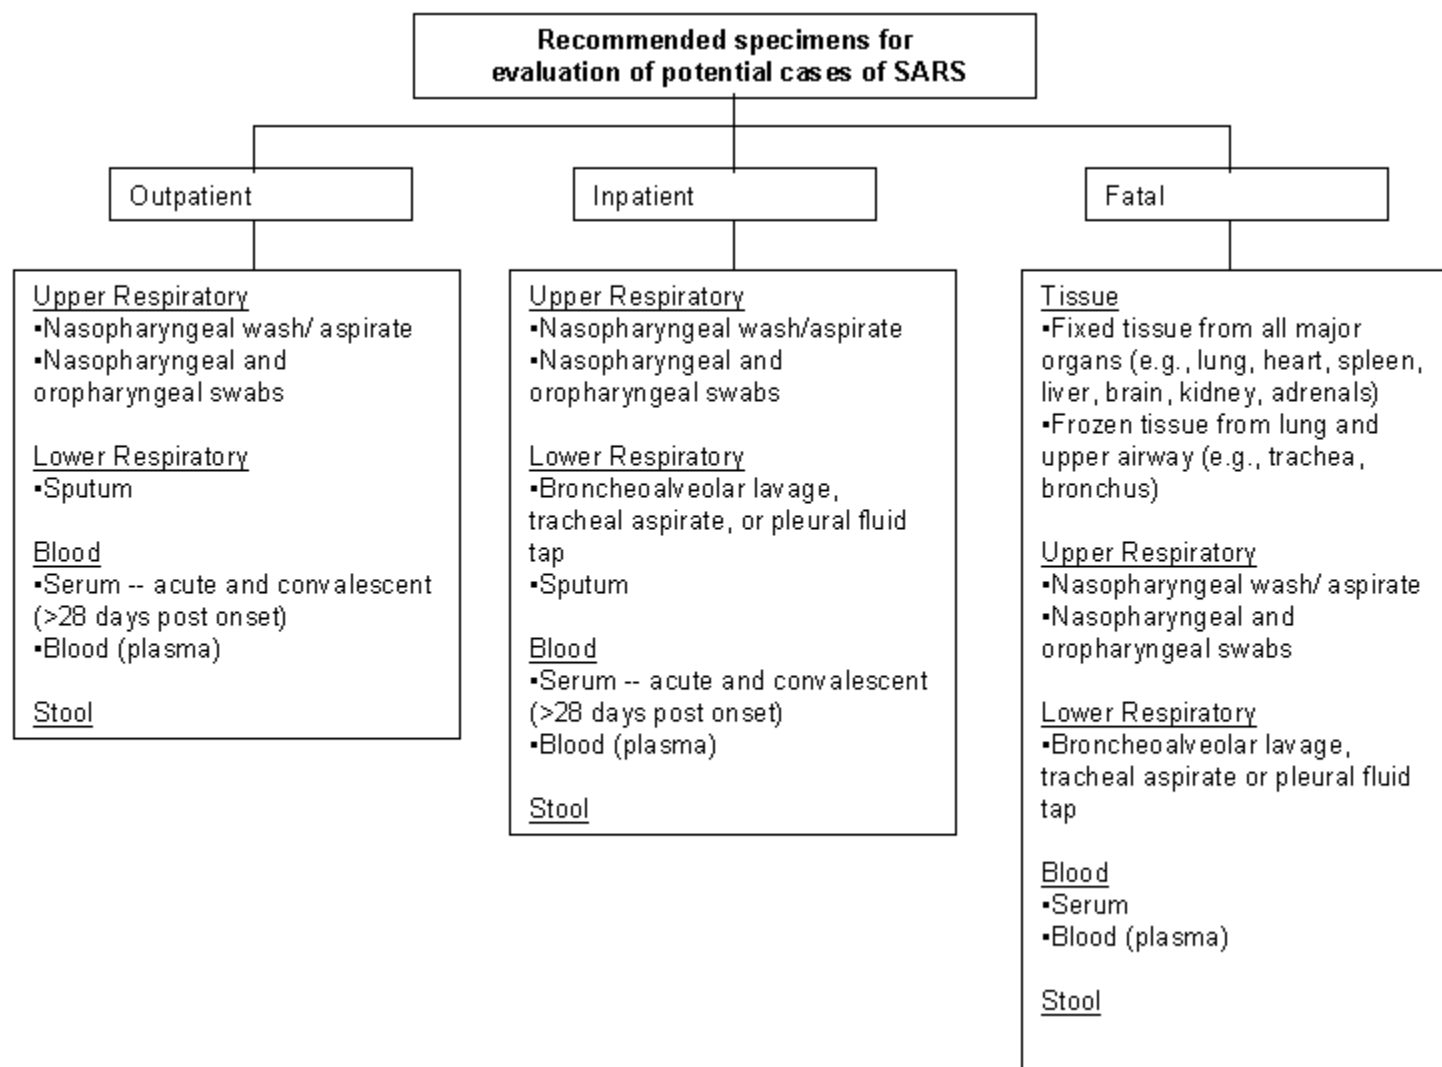 Recommended specimens for
evaluation of potential cases of SARS
Outpatient
Upper Respiratory
▪Nasopharyngeal wash/ aspirate
▪Nasopharyngeal and
oropharyngeal swabs
Lower Respiratory
▪Sputum
Blood
▪Serum -- acute and convalescent
(>28 days post onset)
▪Blood (plasma)
Stool
Inpatient
Upper Respiratory
▪Nasopharyngeal wash/aspirate
▪Nasopharyngeal and
oropharyngeal swabs
Lower Respiratory
▪Broncheoalveolar lavage,
tracheal aspirate, or pleural fluid
tap
▪Sputum
Blood
▪Serum -- acute and convalescent
(>28 days post onset)
▪Blood (plasma)
Stool
Fatal
Tissue
▪Fixed tissue from all major
organs (e.g., lung, heart, spleen,
liver, brain, kidney, adrenals)
▪Frozen tissue from lung and
upper airway (e.g., trachea,
bronchus)
Upper Respiratory
▪Nasopharyngeal wash/ aspirate
▪Nasopharyngeal and
oropharyngeal swabs
Lower Respiratory
▪Broncheoalveolar lavage,
tracheal aspirate or pleural fluid
tap
Blood
▪Serum
▪Blood (plasma)
Stool